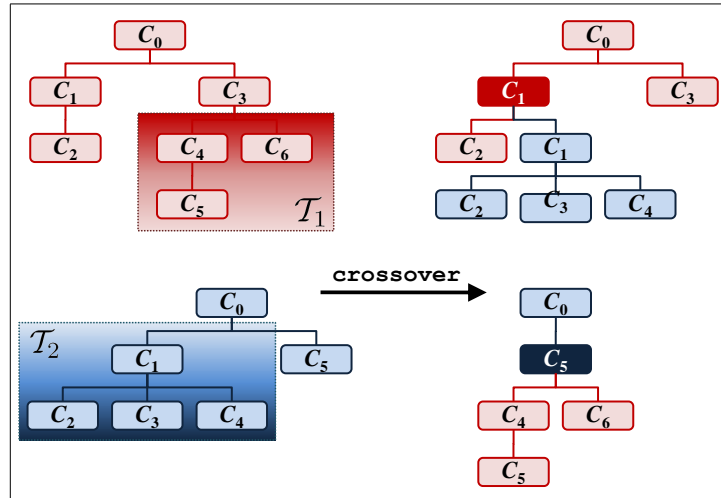 C0 C0
C1 C3 C1 C3
C2 C4 C6 C2 C1
C5 T1 C2 C3 C4
crossover
C0 C0
T2 C1 C5 C5
C2 C3 C4 C4 C6
C5